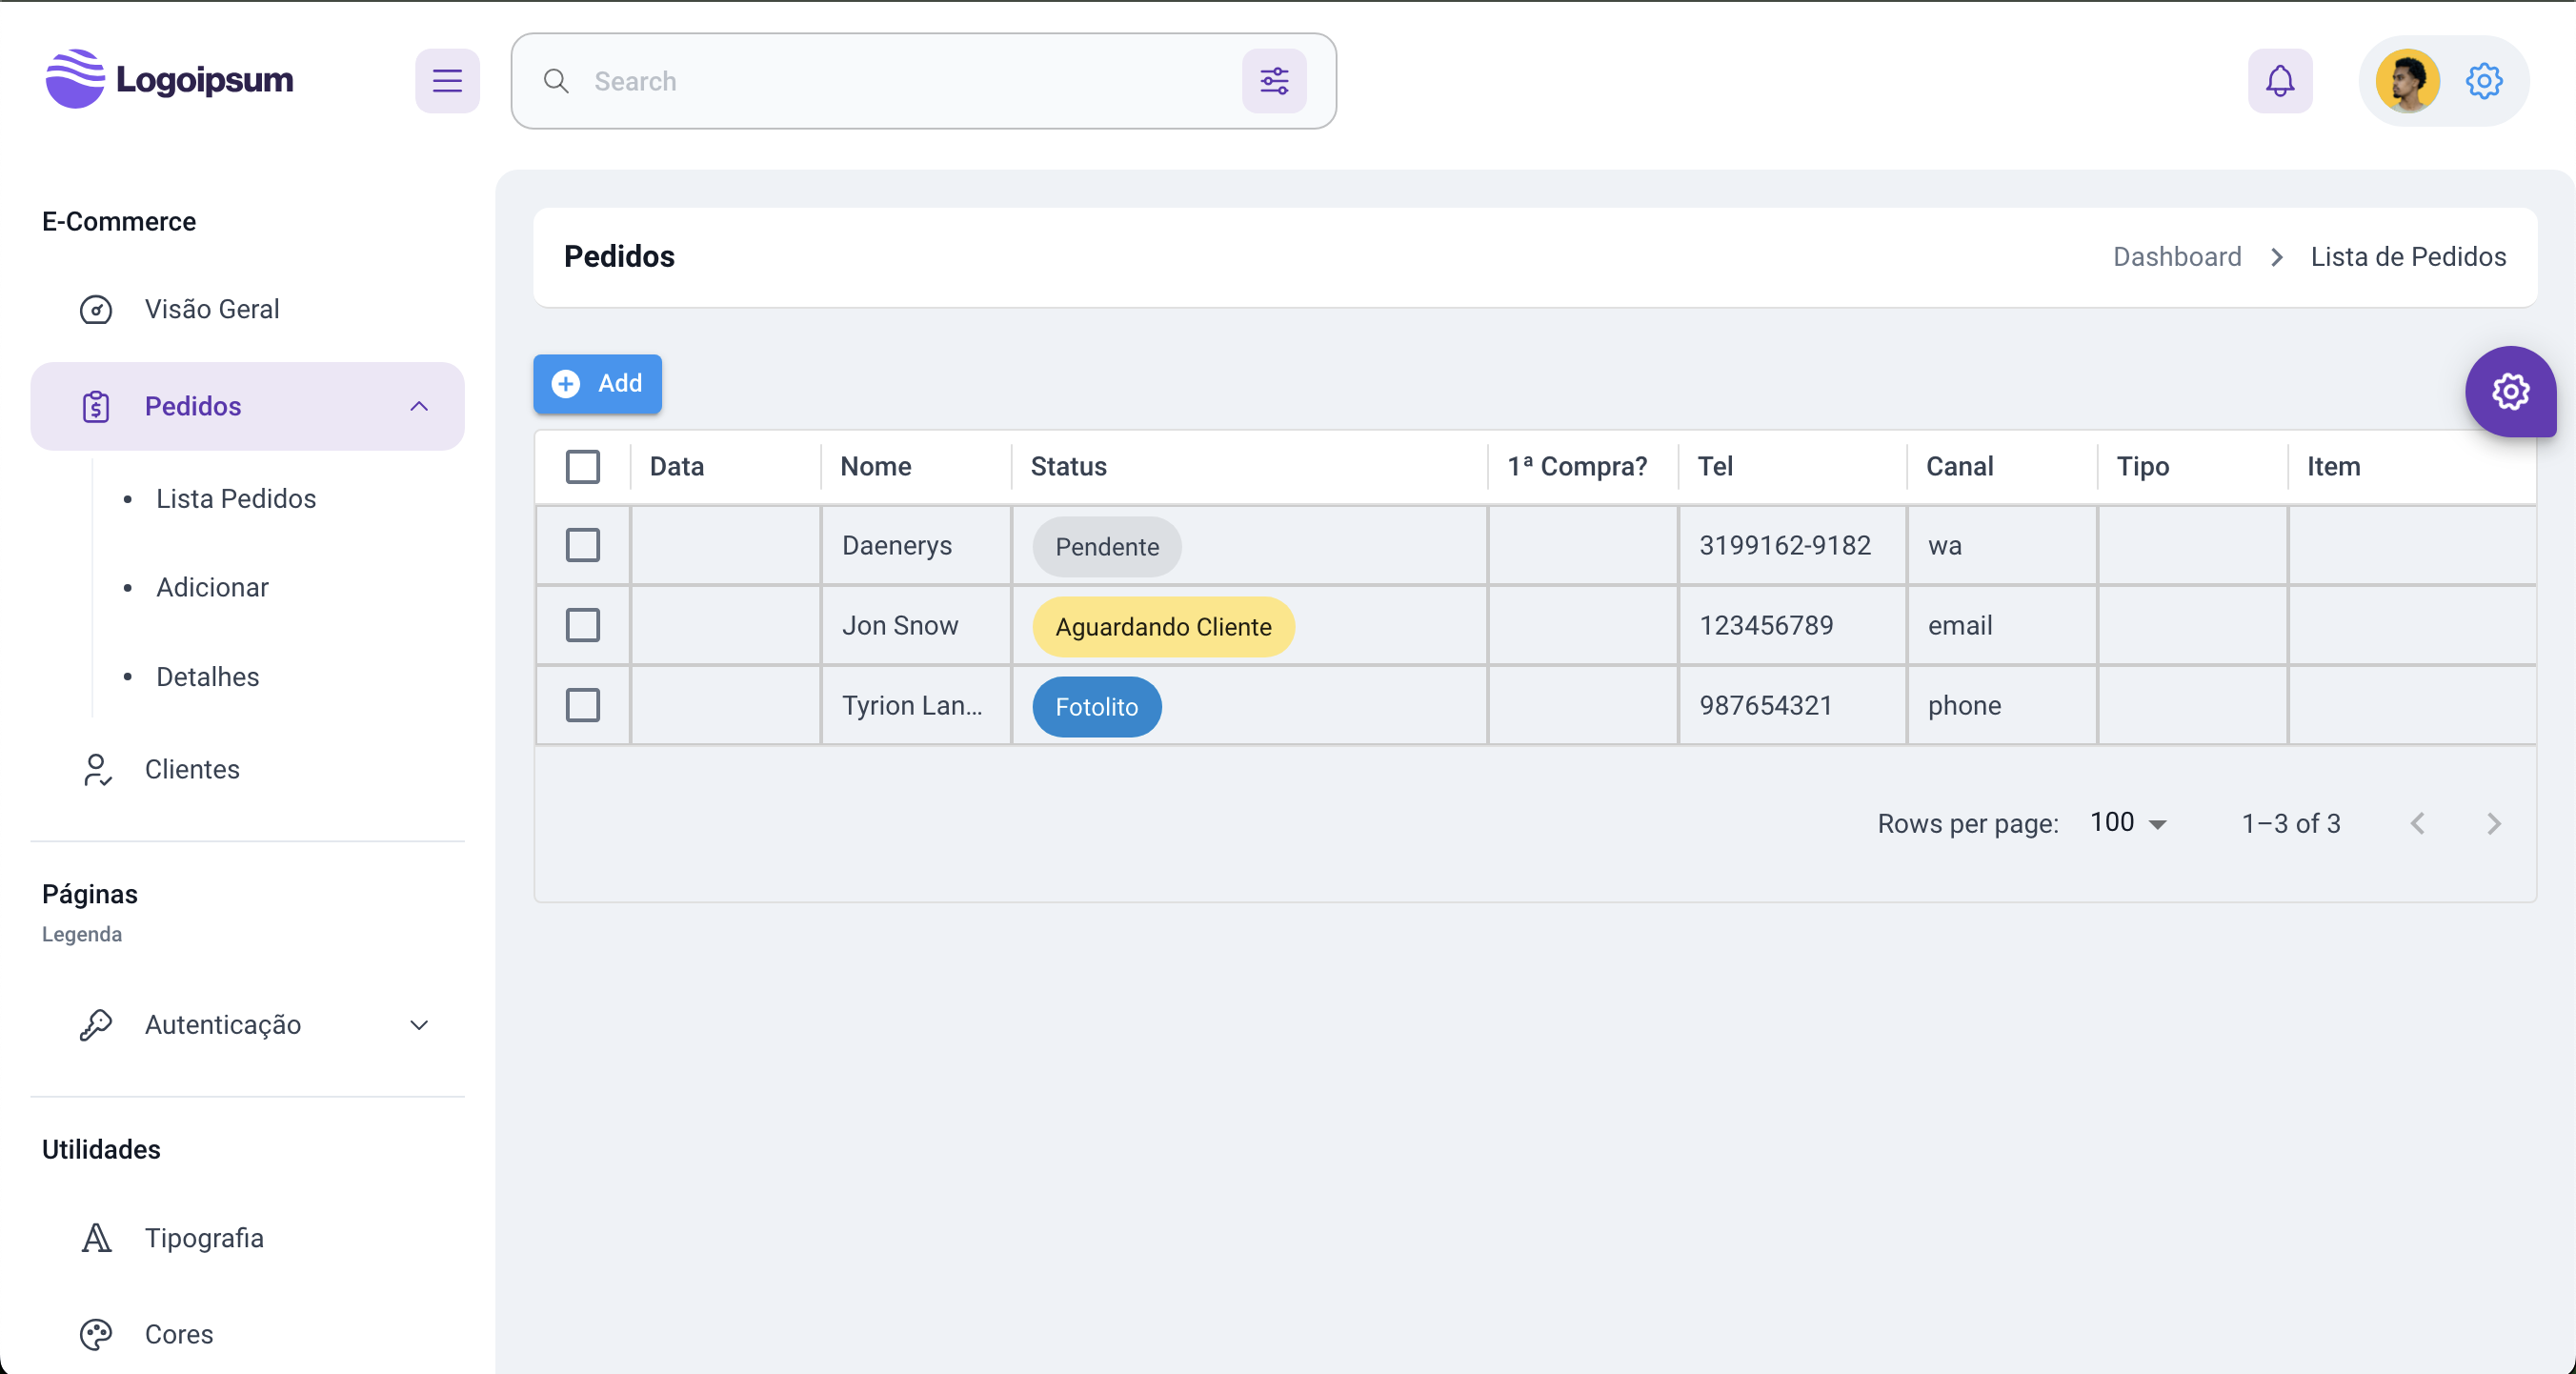 Logoipsum
Search
E-Commerce
Visão Geral
Pedidos
Lista Pedidos
Adicionar
Detalhes
Clientes
Páginas
Legenda
Autenticação
Utilidades
Tipografia
Cores
Pedidos
Dashboard Lista de Pedidos
Add
Data Nome Status 1ª Compra? Tel Canal Tipo Item
Daenerys Pendente 3199162-9182 wa
Jon Snow Aguardando Cliente 123456789 email
Tyrion Lan... Fotolito 987654321 phone
Rows per page: 100 1–3 of 3